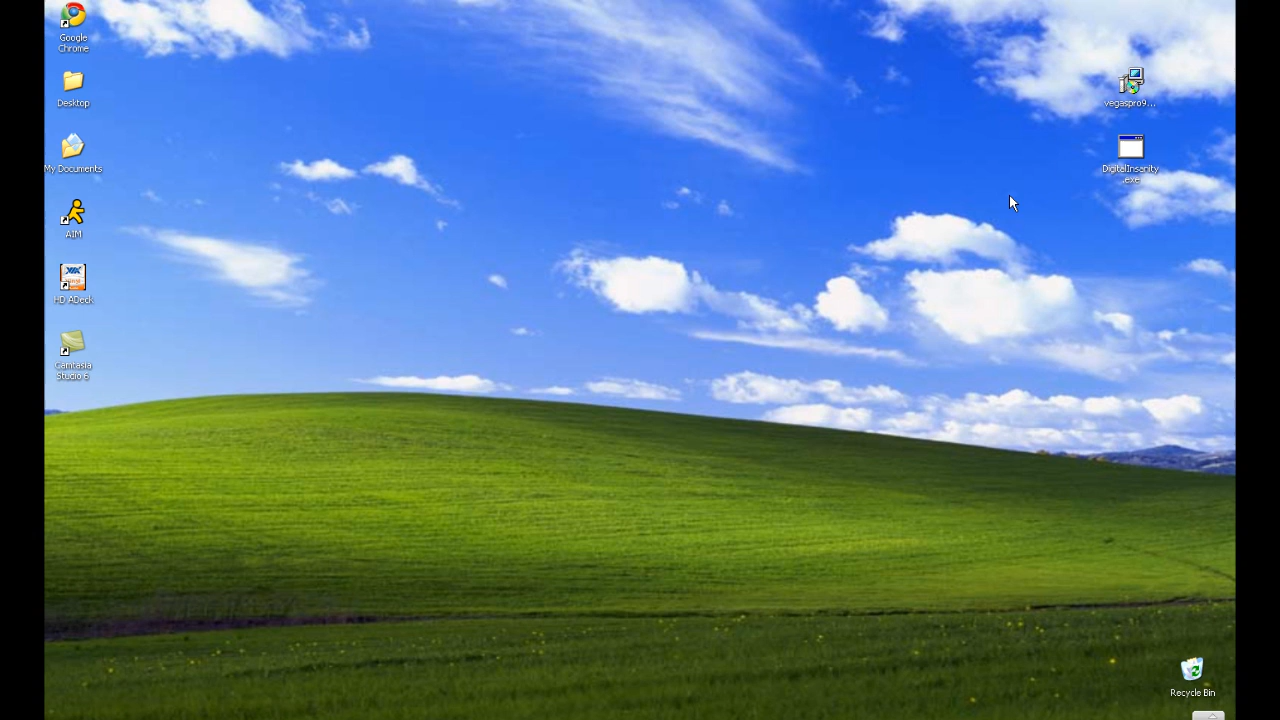 Google
Chrome
Desktop
My Documents
AIM
HD ADeck
Camtasia
Studio 6
vegaspro9...
DigitalInsanity
.exe
Recycle Bin